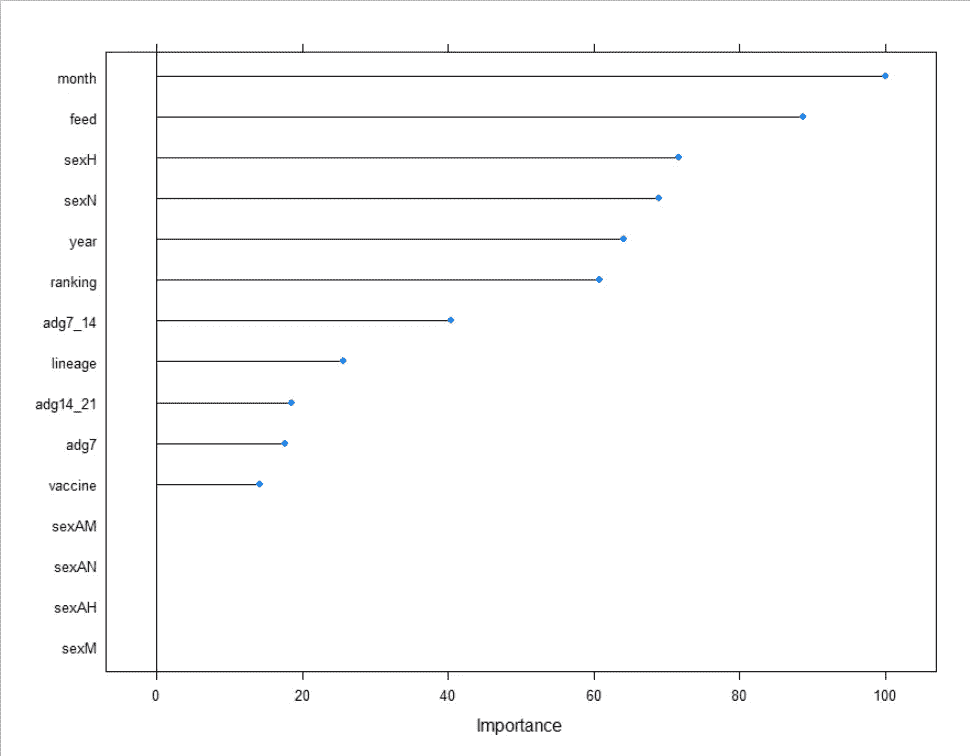 month
feed
sexH
sexN
year
ranking
adg7_14
lineage
adg14_21
adg7
vaccine
sexAM
sexAN
sexAH
sexM
0 20 40 60 80 100
Importance